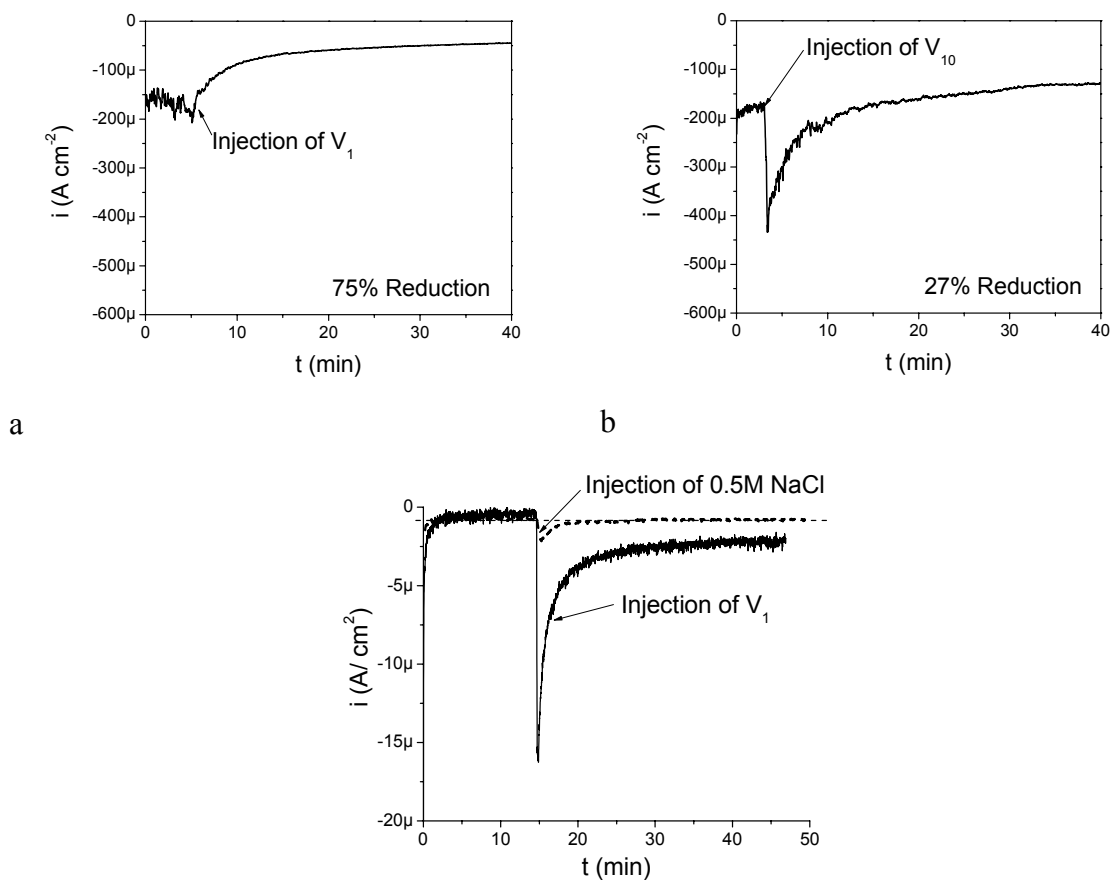 0
-100µ
-200µ
-300µ
-400µ
-500µ
-600µ
i (A cm-2)
Injection of V1
75% Reduction
0 10 20 30 40
t (min)
0
-100µ
-200µ
-300µ
-400µ
-500µ
-600µ
i (A cm-2)
Injection of V10
27% Reduction
0 10 20 30 40
t (min)
a
b
0
-5µ
-10µ
-15µ
-20µ
i (A/ cm2)
Injection of 0.5M NaCl
Injection of V1
0 10 20 30 40 50
t (min)